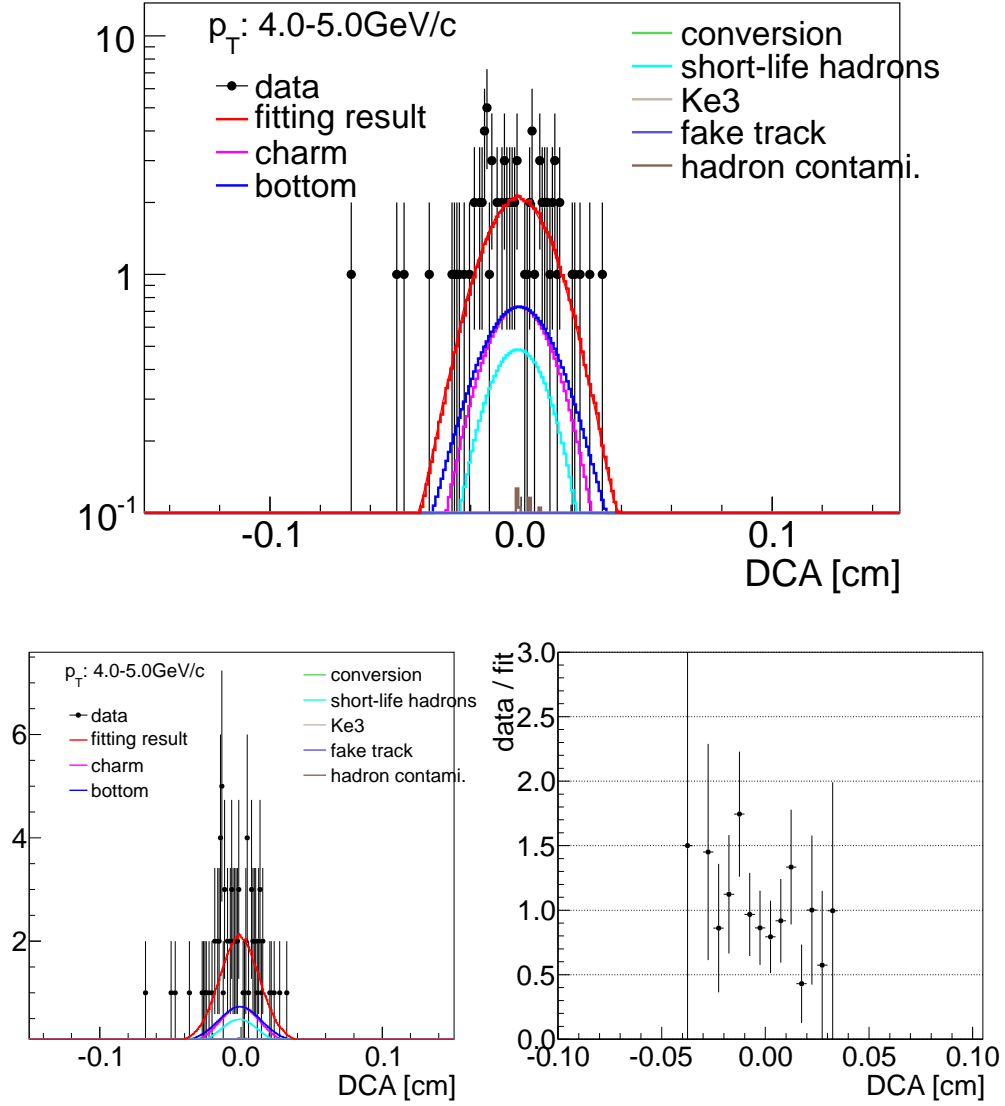 p_T: 4.0-5.0GeV/c
data
fitting result
charm
bottom
conversion
short-life hadrons
Ke3
fake track
hadron contami.
10
1
10^-1
-0.1 0.0 0.1
DCA [cm]
p_T: 4.0-5.0GeV/c
data
fitting result
charm
bottom
conversion
short-life hadrons
Ke3
fake track
hadron contami.
6
4
2
-0.1 0.0 0.1
DCA [cm]
data / fit
3.0
2.5
2.0
1.5
1.0
0.5
0.0
-0.10 -0.05 0.00 0.05 0.10
DCA [cm]